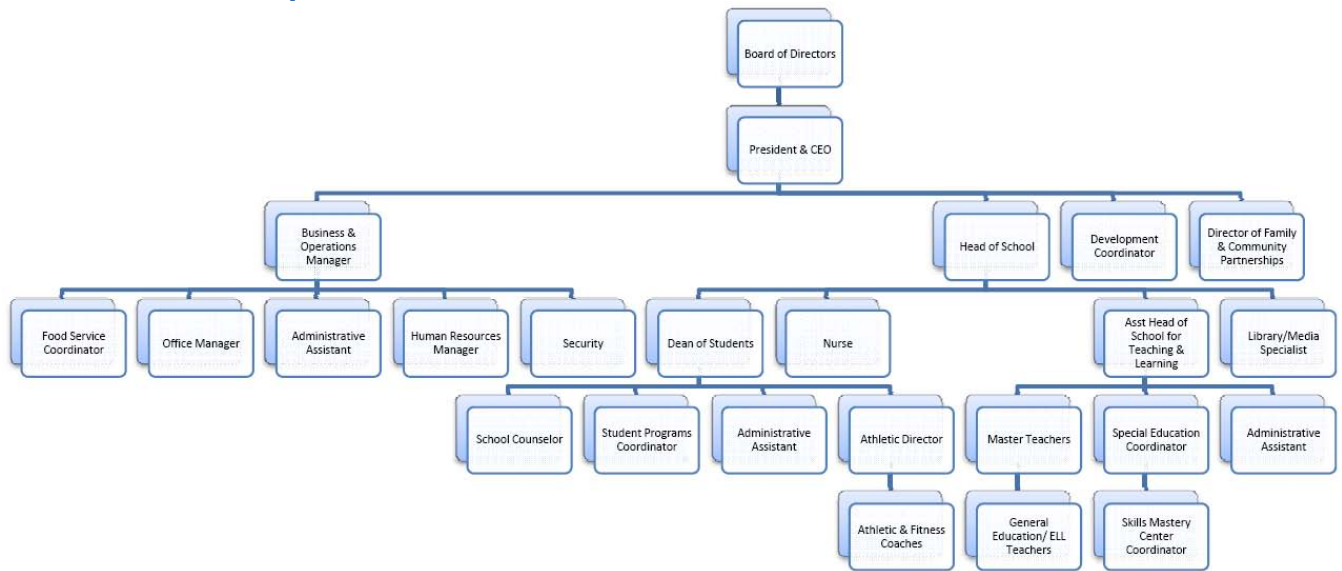 Board of Directors
President & CEO
Business &
Operations
Manager
Head of School
Development
Coordinator
Director of Family
& Community
Partnerships
Food Service
Coordinator
Office Manager
Administrative
Assistant
Human Resources
Manager
Security
Dean of Students
Nurse
Asst Head of
School for
Teaching &
Learning
Library/Media
Specialist
School Counselor
Student Programs
Coordinator
Administrative
Assistant
Athletic Director
Master Teachers
Special Education
Coordinator
Administrative
Assistant
Athletic & Fitness
Coaches
General
Education/ ELL
Teachers
Skills Mastery
Center
Coordinator